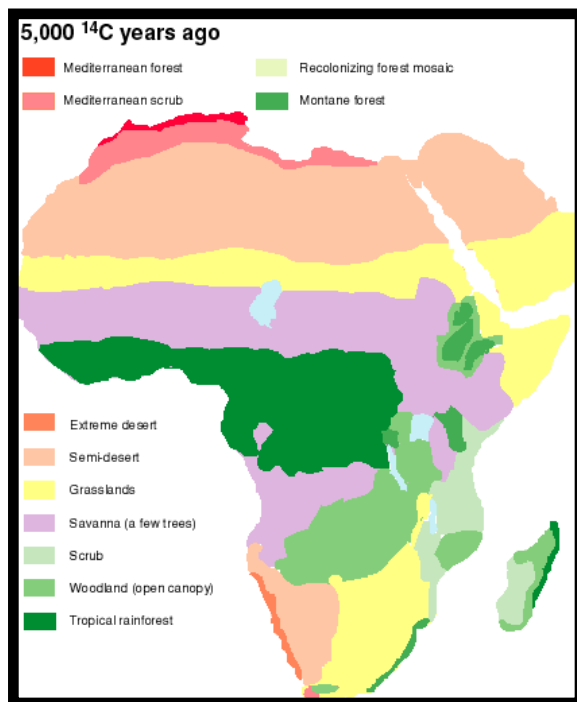 5,000 ¹⁴C years ago
Mediterranean forest
Recolonizing forest mosaic
Mediterranean scrub
Montane forest
Extreme desert
Semi-desert
Grasslands
Savanna (a few trees)
Scrub
Woodland (open canopy)
Tropical rainforest